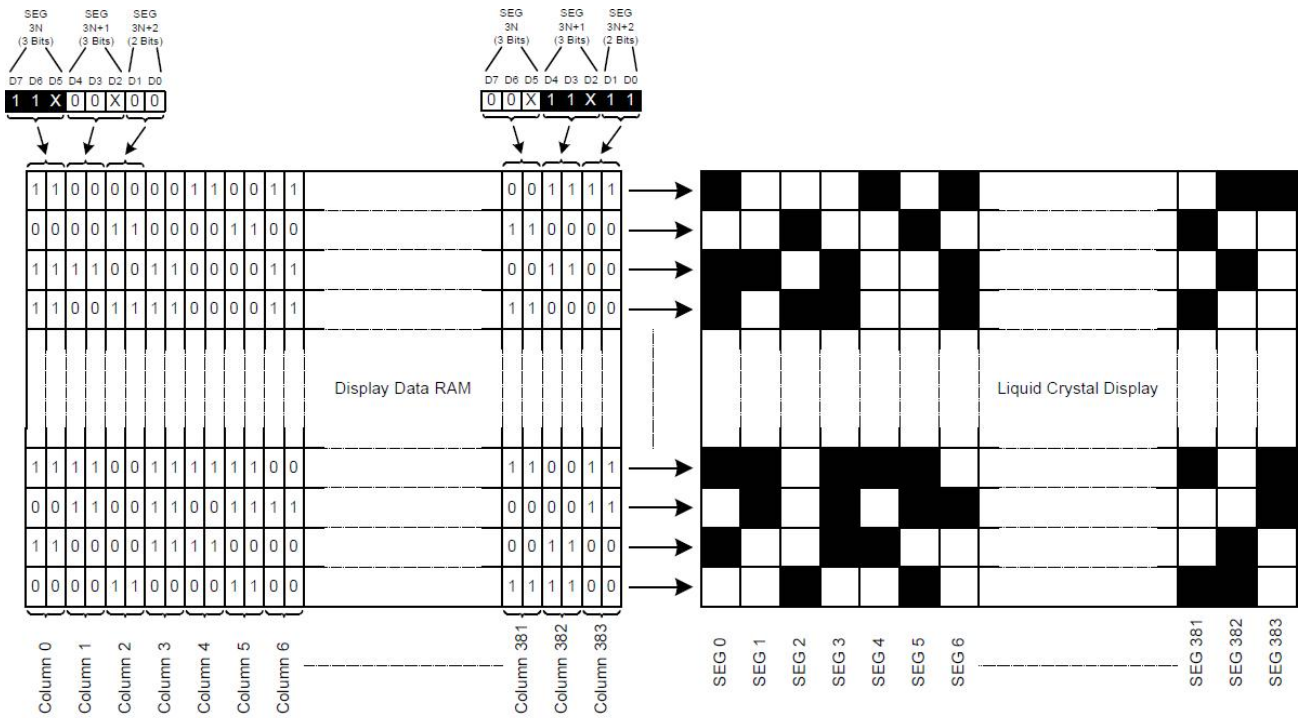 SEG SEG SEG SEG SEG SEG
3N 3N+1 3N+2 3N 3N+1 3N+2
(3 Bits) (3 Bits) (2 Bits) (3 Bits) (3 Bits) (2 Bits)
D7 D6 D5 D4 D3 D2 D1 D0 D7 D6 D5 D4 D3 D2 D1 D0
1 1 X 0 0 X 0 0 0 0 X 1 1 X 1 1
1 1 0 0 0 0 0 0 1 1 0 0 1 1 0 0 1 1 1 1
0 0 0 0 1 1 0 0 0 0 1 1 0 0 1 1 0 0 0 0
1 1 1 1 0 0 1 1 0 0 0 0 1 1 0 0 1 1 0 0
1 1 0 0 1 1 1 1 0 0 0 0 1 1 1 1 0 0 0 0
Display Data RAM Liquid Crystal Display
1 1 1 1 0 0 1 1 1 1 1 1 0 0 1 1 0 0 1 1
0 0 1 1 0 0 1 1 0 0 1 1 1 1 0 0 0 0 1 1
1 1 0 0 0 0 1 1 1 1 0 0 0 0 0 0 1 1 0 0
0 0 0 0 1 1 0 0 0 0 1 1 0 0 1 1 1 1 0 0
Column 0
Column 1
Column 2
Column 3
Column 4
Column 5
Column 6
Column 381
Column 382
Column 383
SEG 0
SEG 1
SEG 2
SEG 3
SEG 4
SEG 5
SEG 6
SEG 381
SEG 382
SEG 383